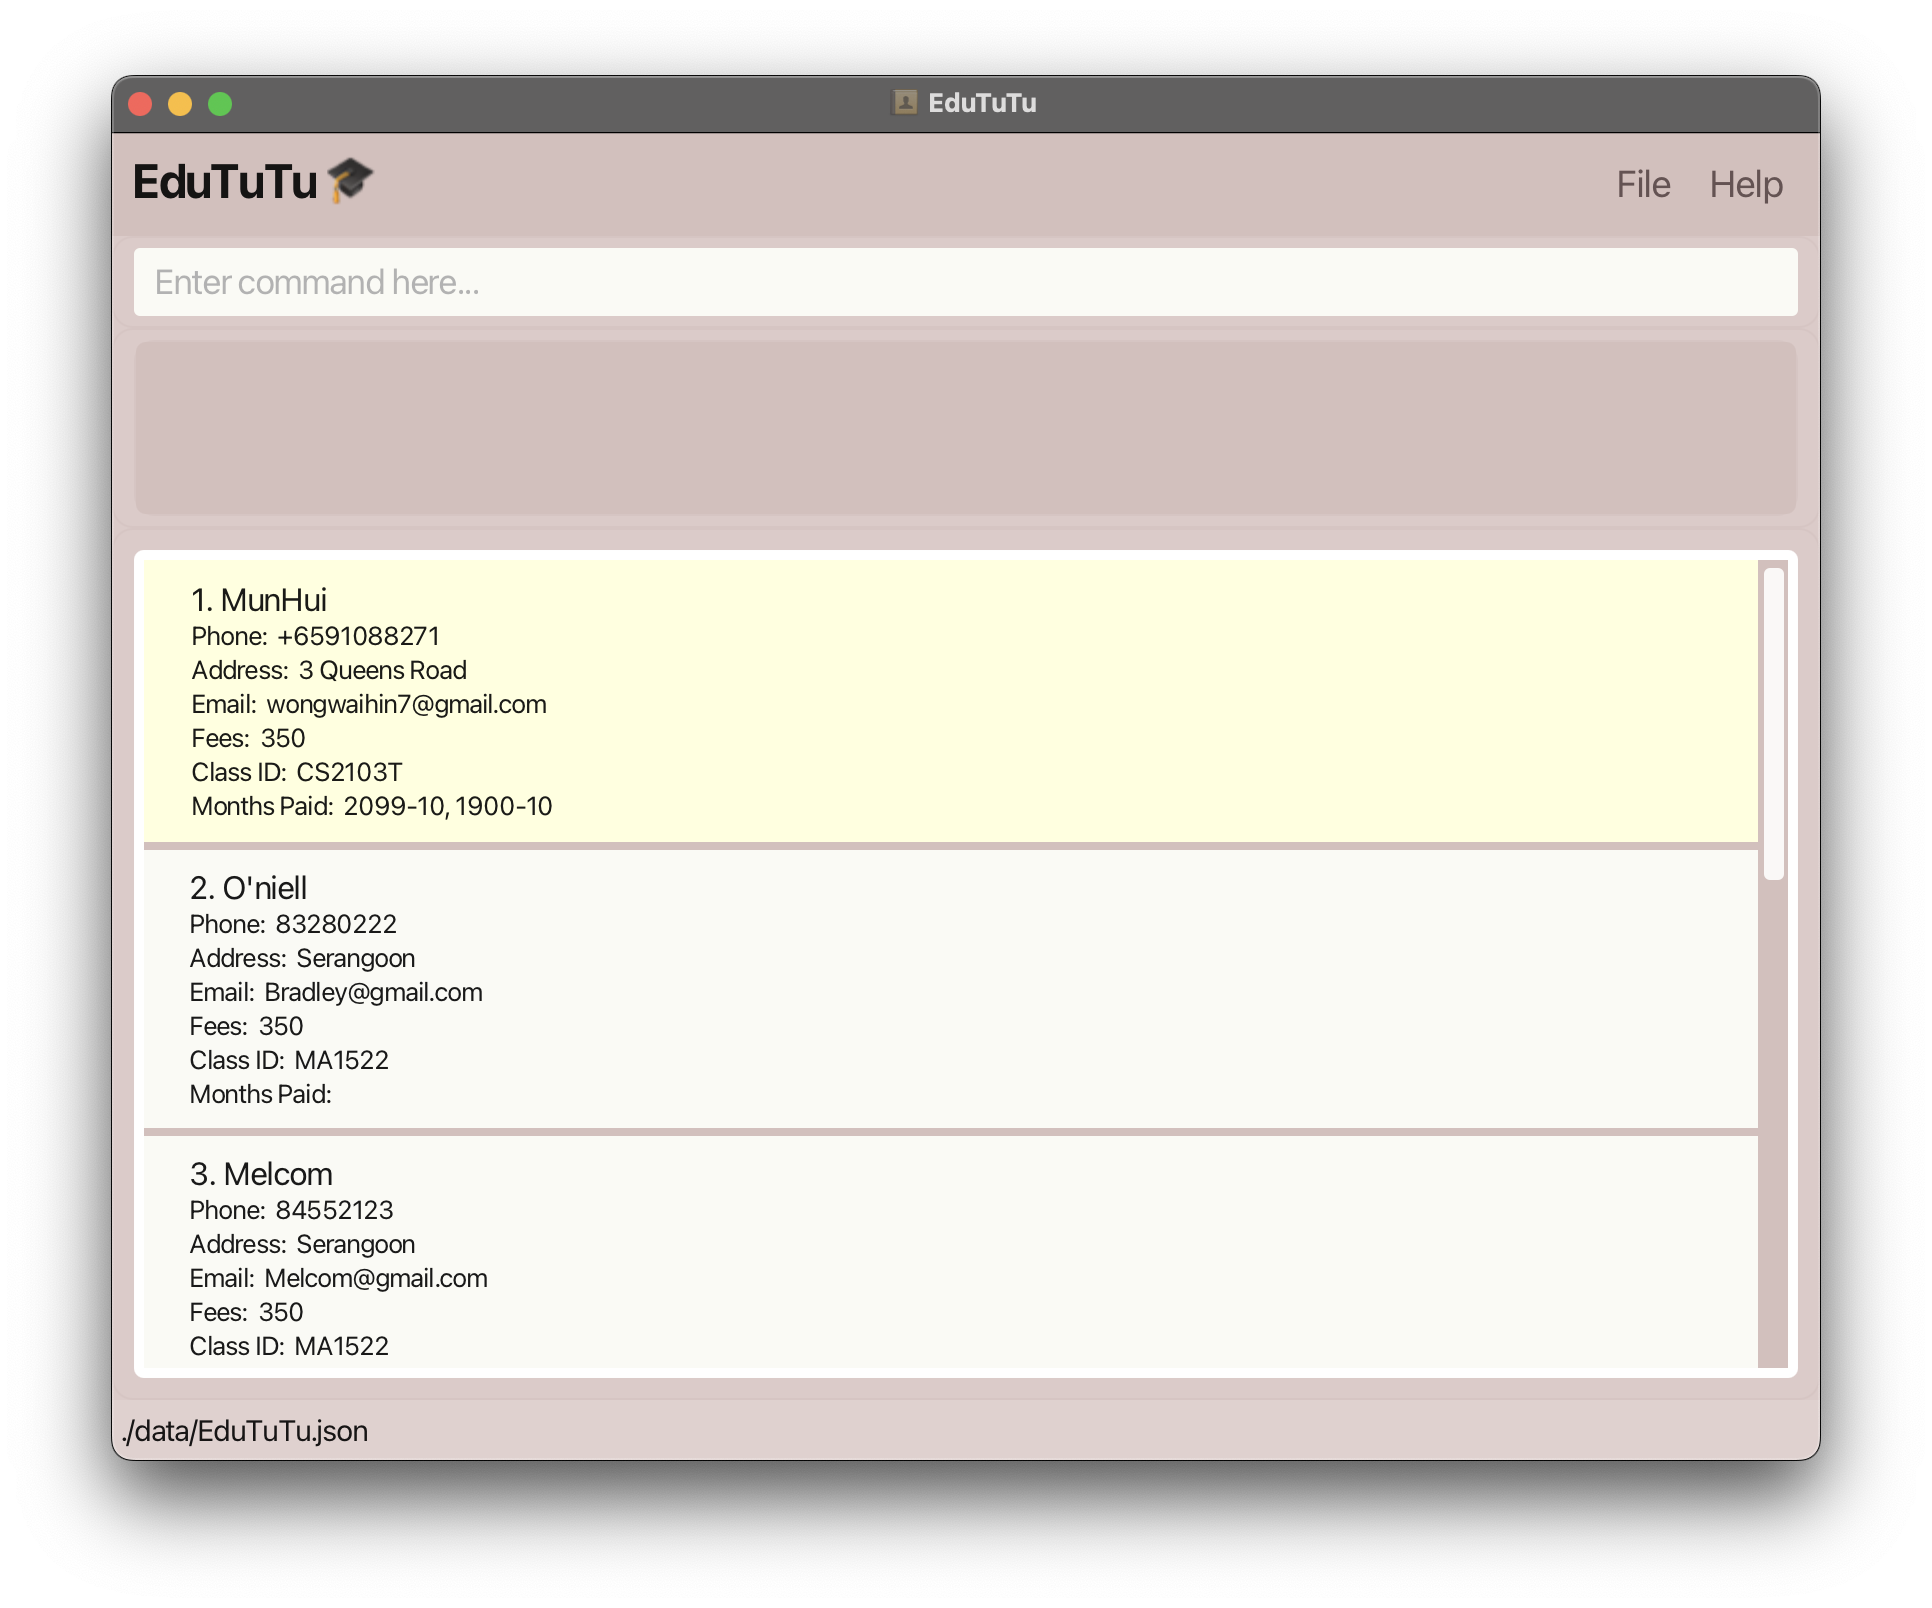 EduTuTu
EduTuTu
File Help
Enter command here...
1. MunHui
Phone: +6591088271
Address: 3 Queens Road
Email: wongwaihin7@gmail.com
Fees: 350
Class ID: CS2103T
Months Paid: 2099-10, 1900-10
2. O'niell
Phone: 83280222
Address: Serangoon
Email: Bradley@gmail.com
Fees: 350
Class ID: MA1522
Months Paid:
3. Melcom
Phone: 84552123
Address: Serangoon
Email: Melcom@gmail.com
Fees: 350
Class ID: MA1522
./data/EduTuTu.json